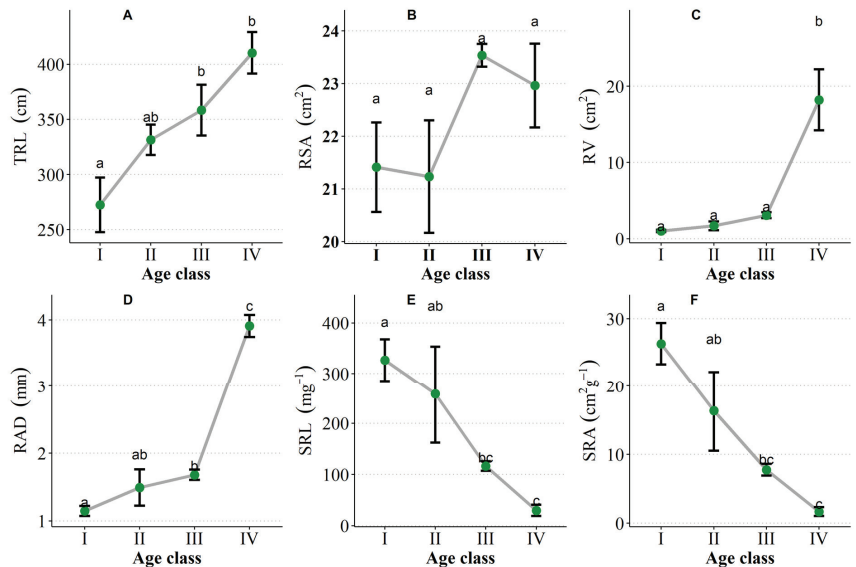 A
TRL (cm)
400
350
300
250
a
ab
b
b
I II III IV
Age class
B
RSA (cm²)
24
23
22
21
20
a
a
a
a
I II III IV
Age class
C
RV (cm²)
20
10
0
a
a
a
b
I II III IV
Age class
D
RAD (mm)
4
3
2
1
a
ab
b
c
I II III IV
Age class
E
SRL (mg⁻¹)
400
300
200
100
0
a
ab
bc
c
I II III IV
Age class
F
SRA (cm²g⁻¹)
30
20
10
0
a
ab
bc
c
I II III IV
Age class